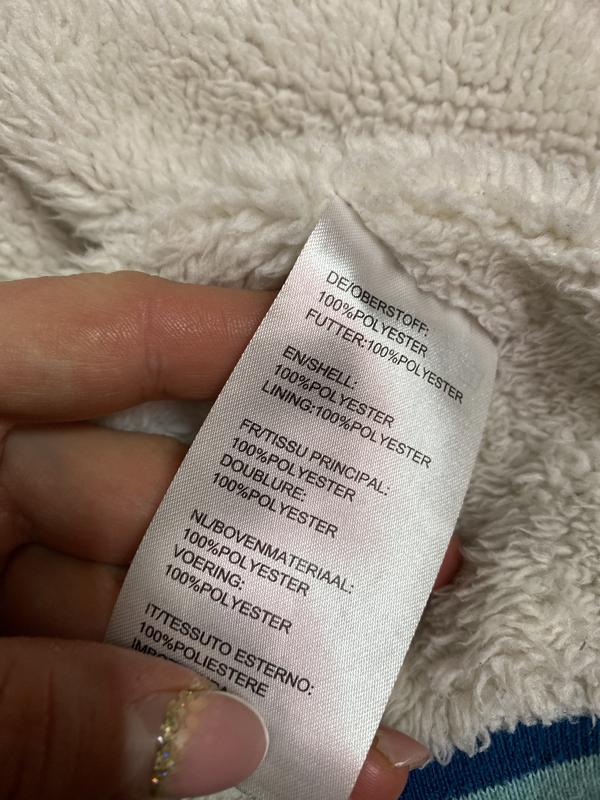 DE/OBERSTOFF:
100%POLYESTER
FUTTER:100%POLYESTER
EN/SHELL:
100%POLYESTER
LINING:100%POLYESTER
FR/TISSU PRINCIPAL:
100%POLYESTER
DOUBLURE:
100%POLYESTER
NL/BOVENMATERIAAL:
100%POLYESTER
VOERING:
100%POLYESTER
IT/TESSUTO ESTERNO:
100%POLIESTERE